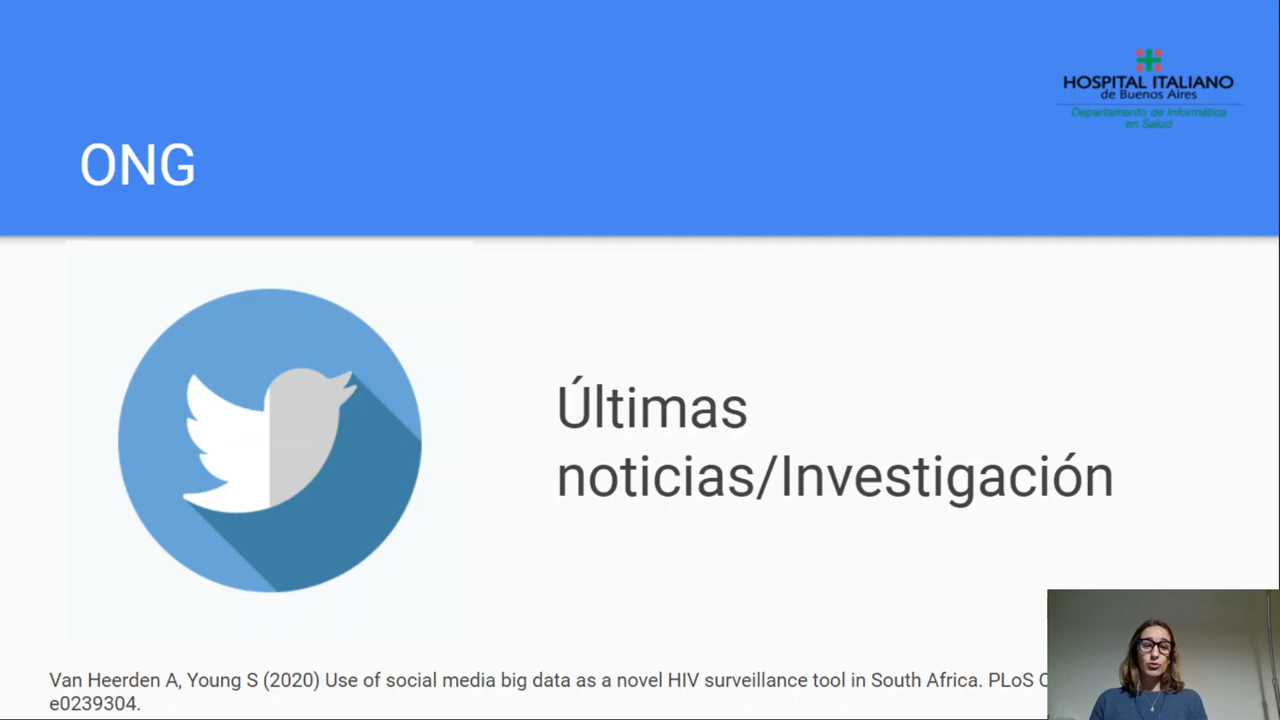 HOSPITAL ITALIANO
de Buenos Aires
Departamento de Informática
en Salud
ONG
Últimas
noticias/Investigación
Van Heerden A, Young S (2020) Use of social media big data as a novel HIV surveillance tool in South Africa. PLoS
e0239304.